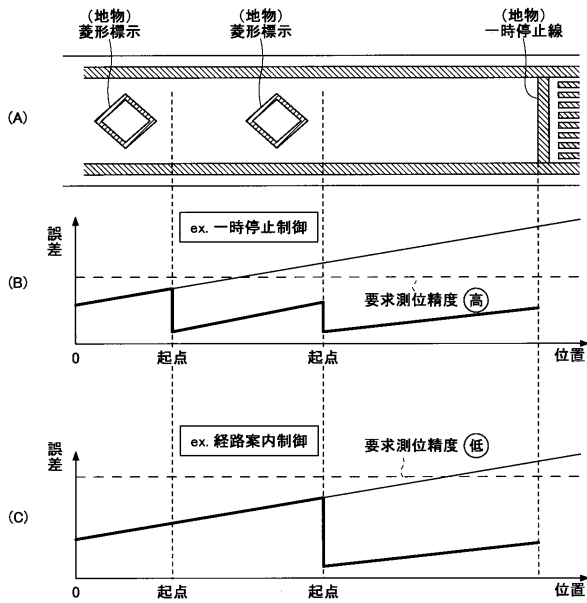 (地物)
菱形標示
(地物)
菱形標示
(地物)
一時停止線
(A)
誤差
ex. 一時停止制御
(B)
要求測位精度 高
0
起点
起点
位置
誤差
ex. 経路案内制御
要求測位精度 低
(C)
0
起点
起点
位置